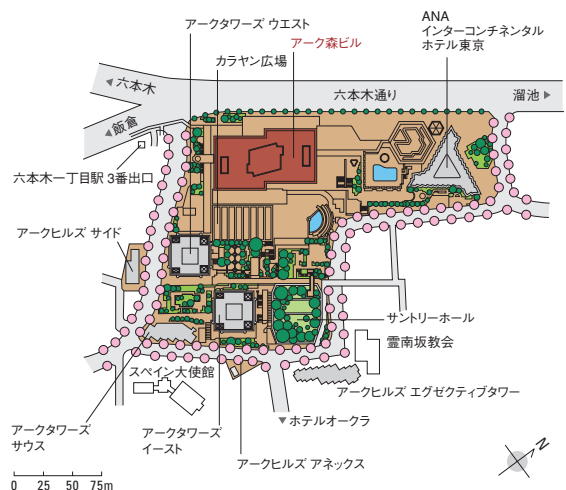 アークタワーズ ウエスト
カラヤン広場
アーク森ビル
ANA
インターコンチネンタル
ホテル東京
六本木
六本木通り
溜池
飯倉
六本木一丁目駅 3番出口
アークヒルズ サイド
サントリーホール
霊南坂教会
スペイン大使館
アークヒルズ エグゼクティブタワー
ホテルオークラ
アークタワーズ
サウス
アークタワーズ
イースト
アークヒルズ アネックス
N
0 25 50 75m